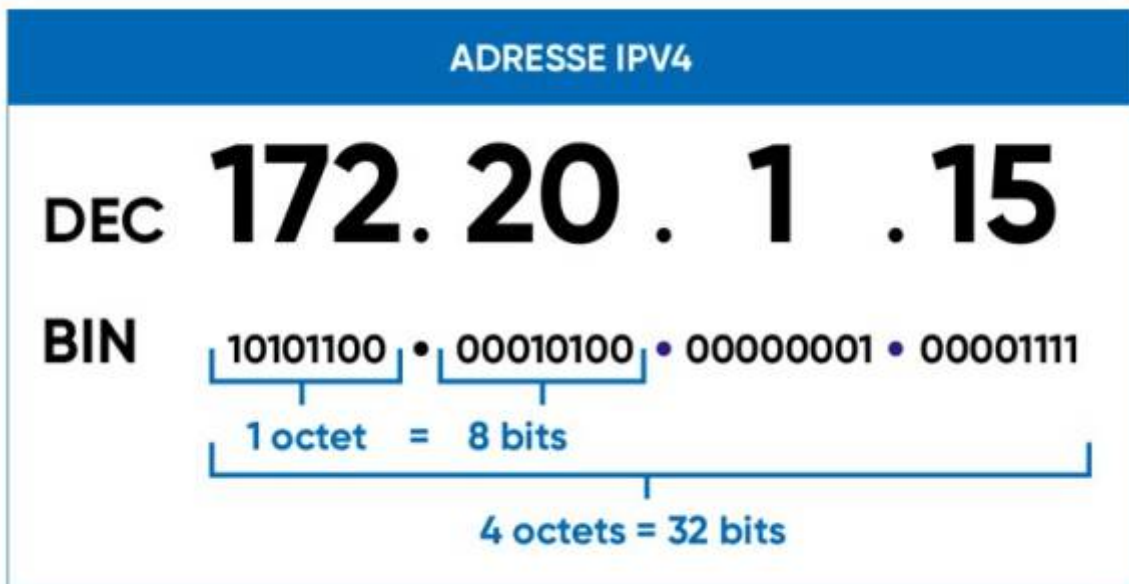 ADRESSE IPV4
DEC 172. 20 . 1 . 15
BIN 10101100 • 00010100 • 00000001 • 00001111
1 octet = 8 bits
4 octets = 32 bits